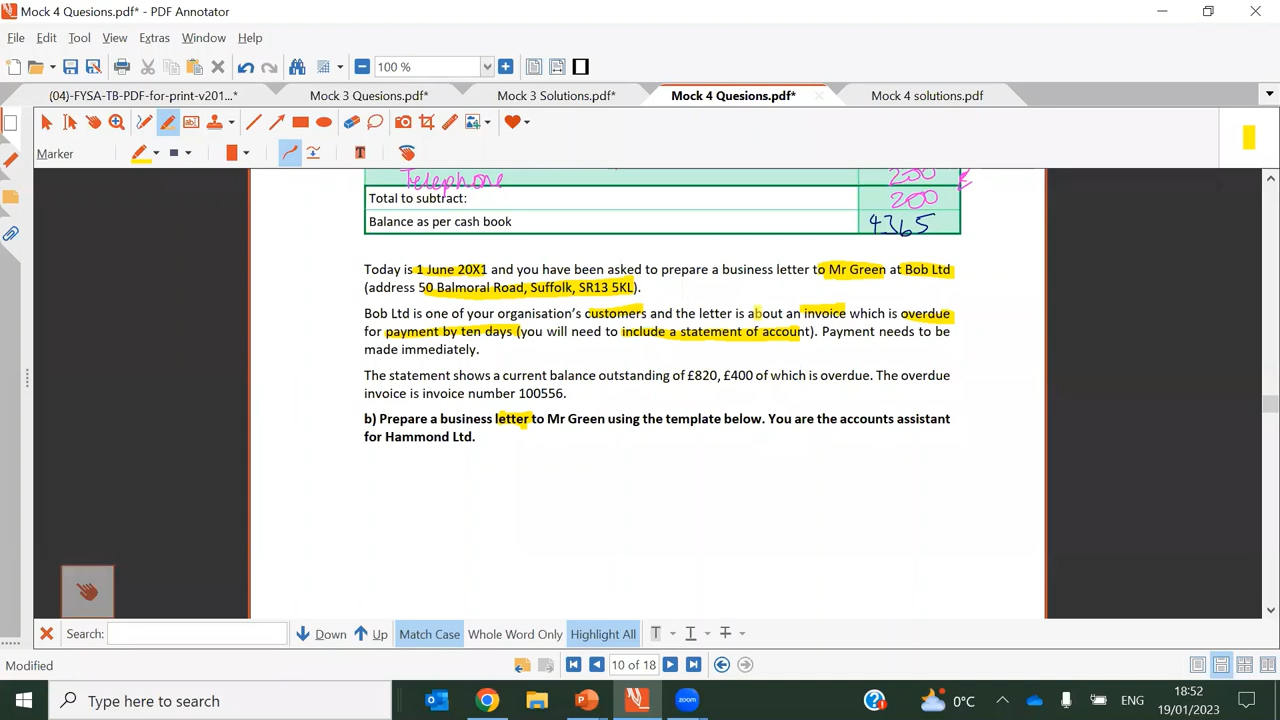 Mock 4 Quesions.pdf* - PDF Annotator
File Edit Tool View Extras Window Help
100 %
(04)-FYSA-TB-PDF-for-print-v201...* Mock 3 Quesions.pdf* Mock 3 Solutions.pdf* Mock 4 Quesions.pdf* Mock 4 solutions.pdf
Marker
Telephone 200
Total to subtract: 200
Balance as per cash book 4365
Today is 1 June 20X1 and you have been asked to prepare a business letter to Mr Green at Bob Ltd
(address 50 Balmoral Road, Suffolk, SR13 5KL).
Bob Ltd is one of your organisation's customers and the letter is about an invoice which is overdue
for payment by ten days (you will need to include a statement of account). Payment needs to be
made immediately.
The statement shows a current balance outstanding of £820, £400 of which is overdue. The overdue
invoice is invoice number 100556.
b) Prepare a business letter to Mr Green using the template below. You are the accounts assistant
for Hammond Ltd.
Search: Down Up Match Case Whole Word Only Highlight All
Modified 10 of 18
Type here to search 0°C ENG 18:52
19/01/2023